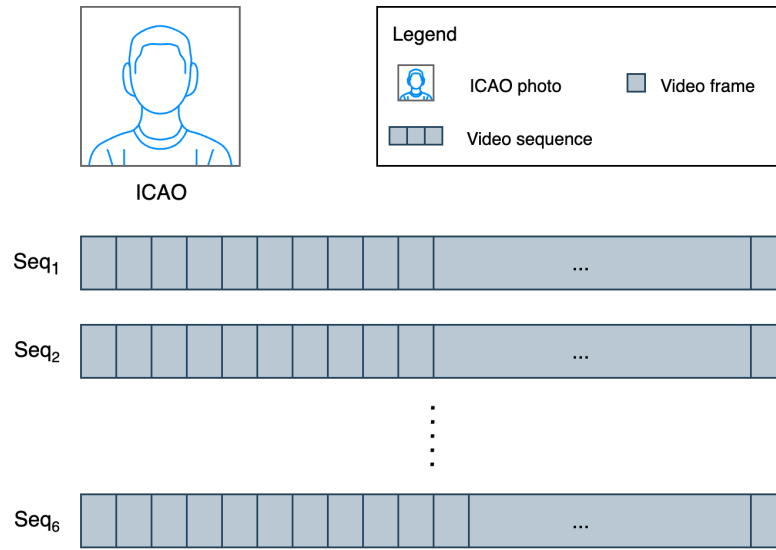 Legend
ICAO photo
Video frame
Video sequence
ICAO
Seq1
...
Seq2
...
Seq6
...